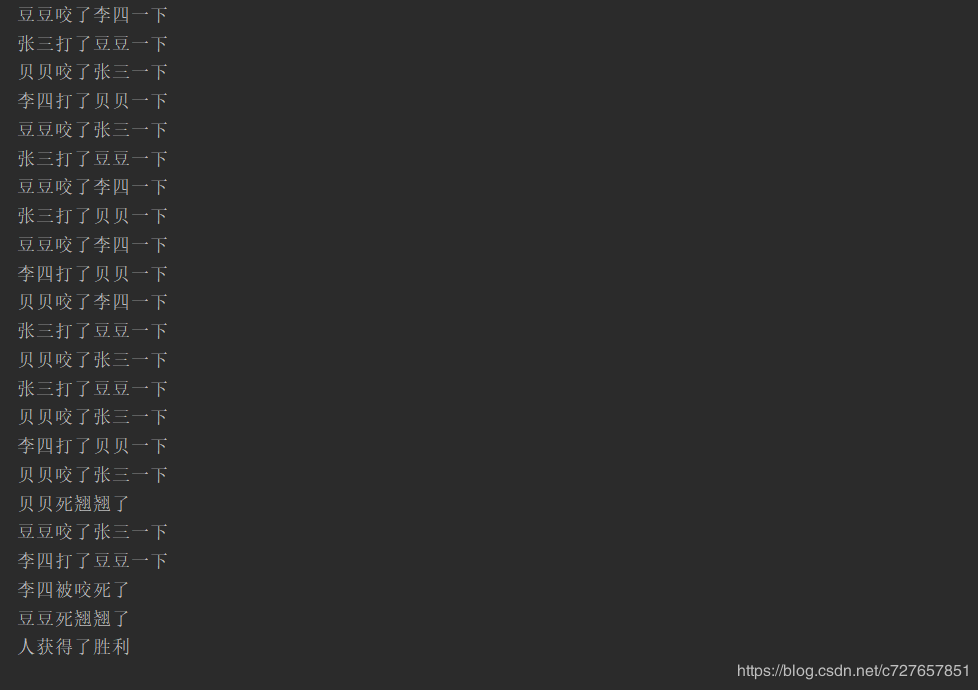 豆豆咬了李四一下
张三打了豆豆一下
贝贝咬了张三一下
李四打了贝贝一下
豆豆咬了张三一下
张三打了豆豆一下
豆豆咬了李四一下
张三打了贝贝一下
豆豆咬了李四一下
李四打了贝贝一下
贝贝咬了李四一下
张三打了豆豆一下
贝贝咬了张三一下
张三打了豆豆一下
贝贝咬了张三一下
李四打了贝贝一下
贝贝咬了张三一下
贝贝死翘翘了
豆豆咬了张三一下
李四打了豆豆一下
李四被咬死了
豆豆死翘翘了
人获得了胜利
https://blog.csdn.net/c727657851